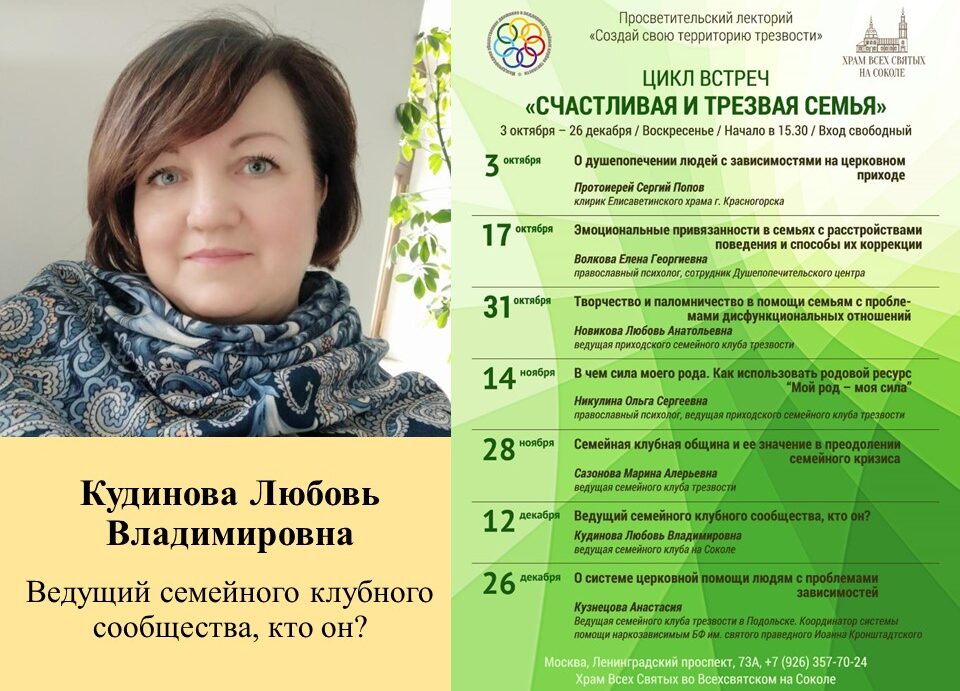 Кудинова Любовь
Владимировна
Ведущий семейного клубного
сообщества, кто он?
Просветительский лекторий
«Создай свою территорию трезвости»
ХРАМ ВСЕХ СВЯТЫХ
НА СОКОЛЕ
ЦИКЛ ВСТРЕЧ
«СЧАСТЛИВАЯ И ТРЕЗВАЯ СЕМЬЯ»
3 октября – 26 декабря / Воскресенье / Начало в 15.30 / Вход свободный
3 октября
О душепопечении людей с зависимостями на церковном
приходе
Протоиерей Сергий Попов
клирик Елисаветинского храма г. Красногорска
17 октября
Эмоциональные привязанности в семьях с расстройствами
поведения и способы их коррекции
Волкова Елена Георгиевна
православный психолог, сотрудник Душепопечительского центра
31 октября
Творчество и паломничество в помощи семьям с пробле-
мами дисфункциональных отношений
Новикова Любовь Анатольевна
ведущая приходского семейного клуба трезвости
14 ноября
В чем сила моего рода. Как использовать родовой ресурс
"Мой род – моя сила"
Никулина Ольга Сергеевна
православный психолог, ведущая приходского семейного клуба трезвости
28 ноября
Семейная клубная община и ее значение в преодолении
семейного кризиса
Сазонова Марина Алерьевна
ведущая семейного клуба трезвости
12 декабря
Ведущий семейного клубного сообщества, кто он?
Кудинова Любовь Владимировна
ведущая семейного клуба на Соколе
26 декабря
О системе церковной помощи людям с проблемами
зависимостей
Кузнецова Анастасия
Ведущая семейного клуба трезвости в Подольске. Координатор системы
помощи наркозависимым БФ им. святого праведного Иоанна Кронштадтского
Москва, Ленинградский проспект, 73А, +7 (926) 357-70-24
Храм Всех Святых во Всехсвятском на Соколе